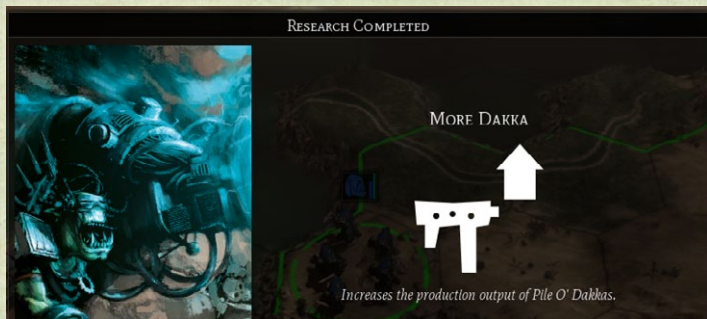 Research Completed
More Dakka
Increases the production output of Pile O' Dakkas.